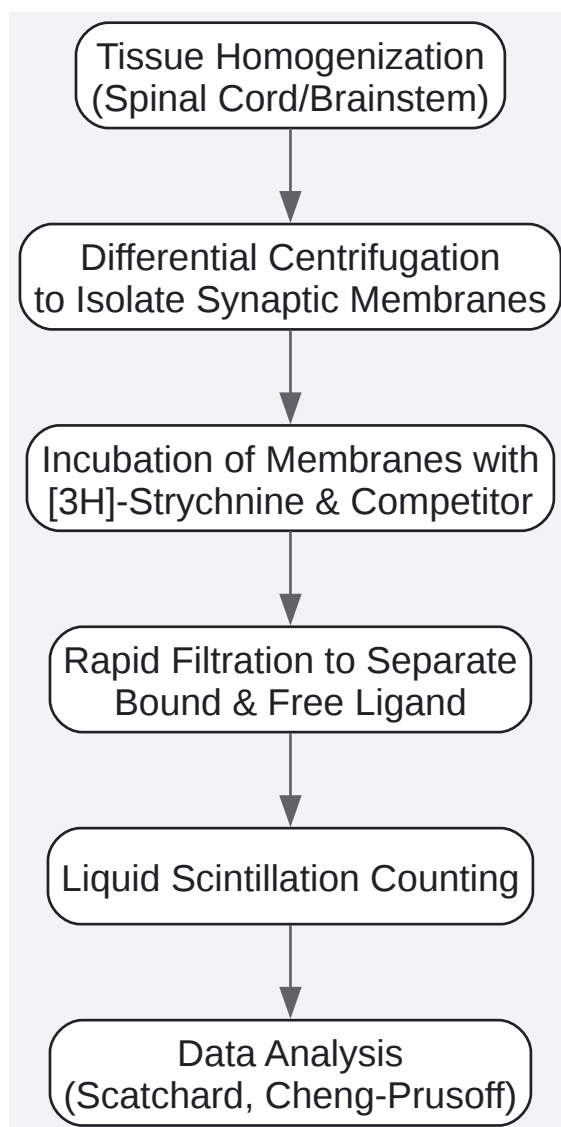 Tissue Homogenization
(Spinal Cord/Brainstem)
Differential Centrifugation
to Isolate Synaptic Membranes
Incubation of Membranes with
[3H]-Strychnine & Competitor
Rapid Filtration to Separate
Bound & Free Ligand
Liquid Scintillation Counting
Data Analysis
(Scatchard, Cheng-Prusoff)